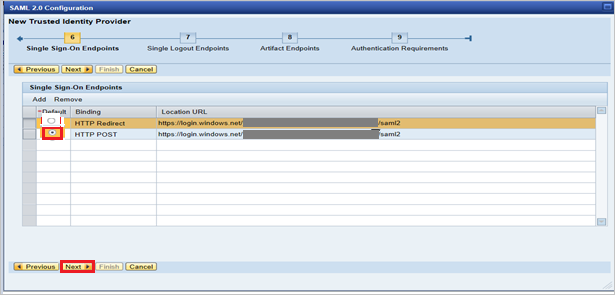 SAML 2.0 Configuration
New Trusted Identity Provider
6 7 8 9
Single Sign-On Endpoints Single Logout Endpoints Artifact Endpoints Authentication Requirements
Previous Next Finish Cancel
Single Sign-On Endpoints
Add Remove
*Default Binding Location URL
HTTP Redirect https://login.windows.net/ /saml2
HTTP POST https://login.windows.net/ /saml2
Previous Next Finish Cancel